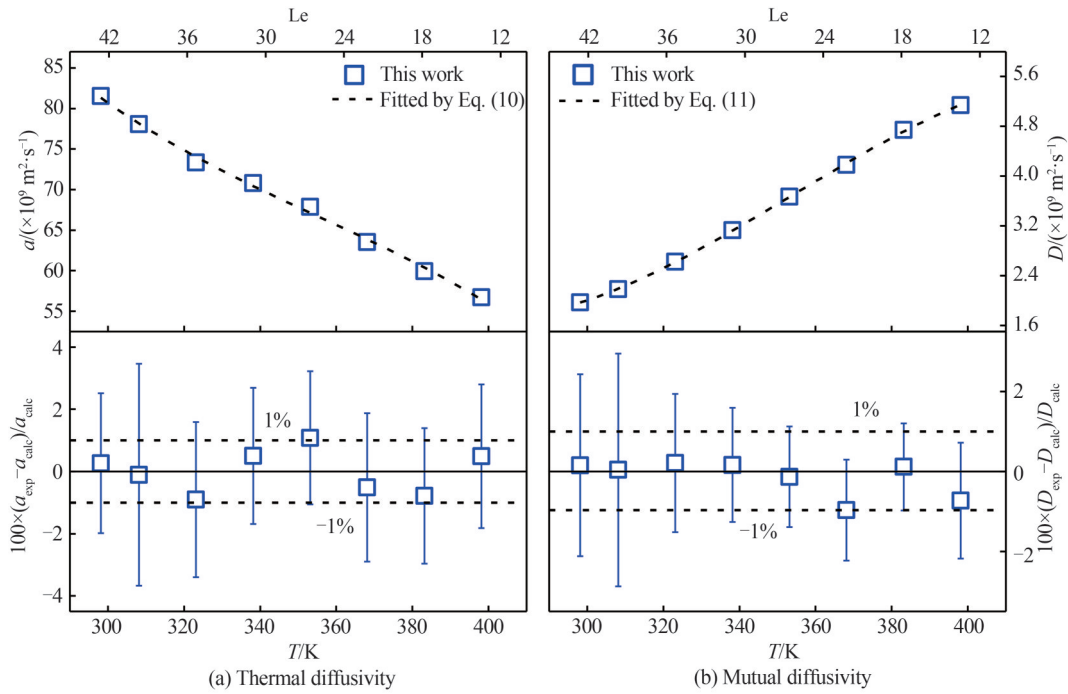 Le
42 36 30 24 18 12
85
80
75
70
65
60
55
a/(×10⁹ m²·s⁻¹)
This work
Fitted by Eq. (10)
4
2
0
−2
−4
100×(a_exp−a_calc)/a_calc
1%
−1%
300 320 340 360 380 400
T/K
(a) Thermal diffusivity
Le
42 36 30 24 18 12
This work
Fitted by Eq. (11)
5.6
4.8
4.0
3.2
2.4
1.6
D/(×10⁹ m²·s⁻¹)
1%
−1%
2
0
−2
100×(D_exp−D_calc)/D_calc
300 320 340 360 380 400
T/K
(b) Mutual diffusivity